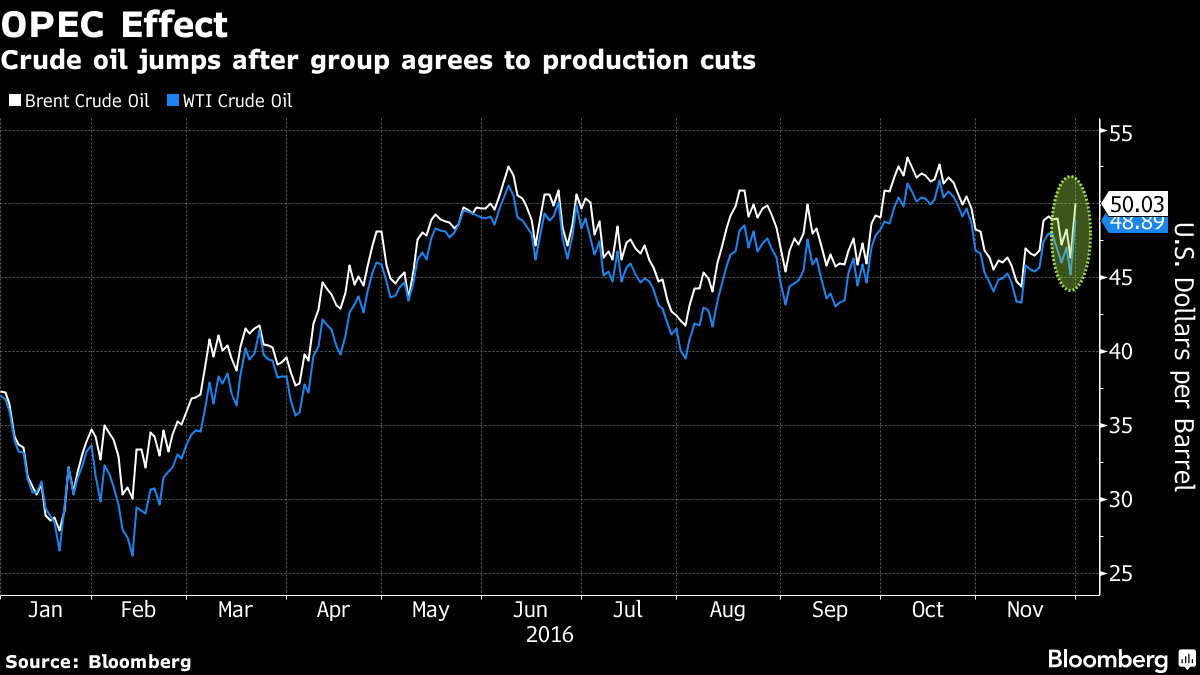 OPEC Effect
Crude oil jumps after group agrees to production cuts
Brent Crude Oil WTI Crude Oil
55
50.03
48.89
45
40
35
30
25
U.S. Dollars per Barrel
Jan Feb Mar Apr May Jun Jul Aug Sep Oct Nov
2016
Source: Bloomberg
Bloomberg